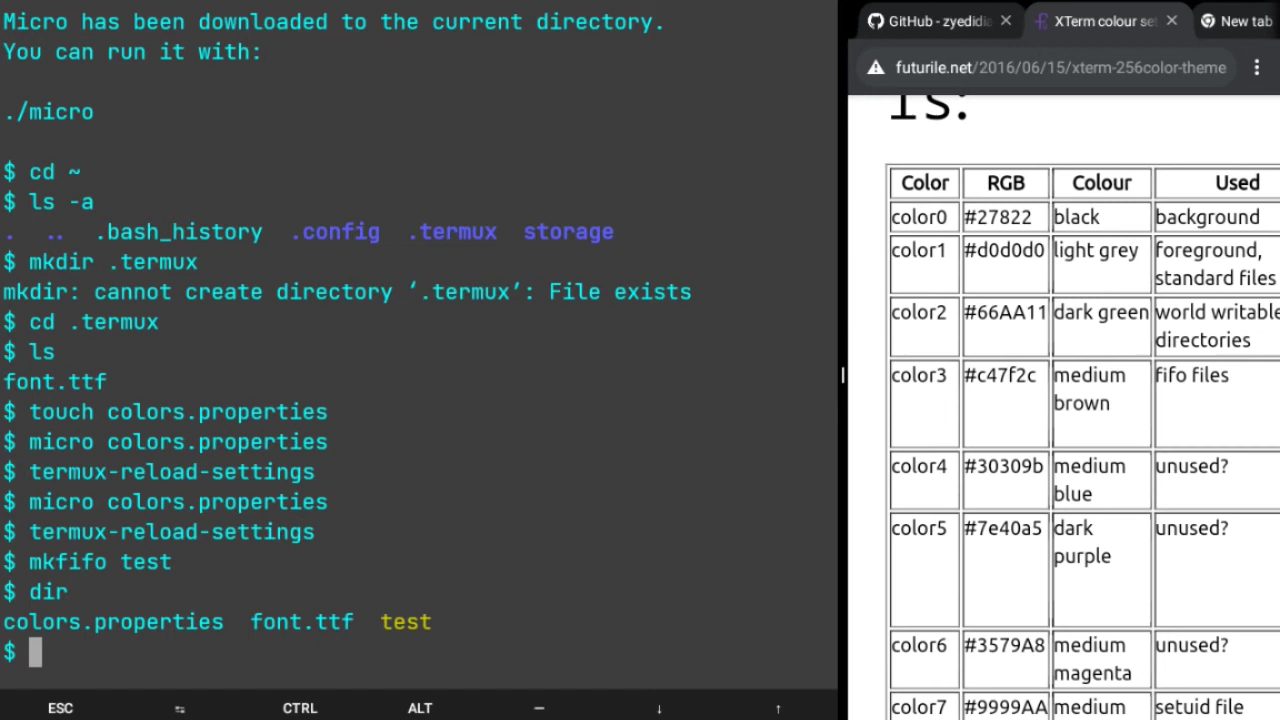 Micro has been downloaded to the current directory.
You can run it with:
./micro
$ cd ~
$ ls -a
. .. .bash_history .config .termux storage
$ mkdir .termux
mkdir: cannot create directory ‘.termux’: File exists
$ cd .termux
$ ls
font.ttf
$ touch colors.properties
$ micro colors.properties
$ termux-reload-settings
$ micro colors.properties
$ termux-reload-settings
$ mkfifo test
$ dir
colors.properties font.ttf test
$
ESC CTRL ALT — ↓ ↑
GitHub - zyedidia XTerm colour set New tab
futurile.net/2016/06/15/xterm-256color-theme
is:
Color RGB Colour Used
color0 #27822 black background
color1 #d0d0d0 light grey foreground,
standard files
color2 #66AA11 dark green world writable
directories
color3 #c47f2c medium fifo files
brown
color4 #30309b medium unused?
blue
color5 #7e40a5 dark unused?
purple
color6 #3579A8 medium unused?
magenta
color7 #9999AA medium setuid file